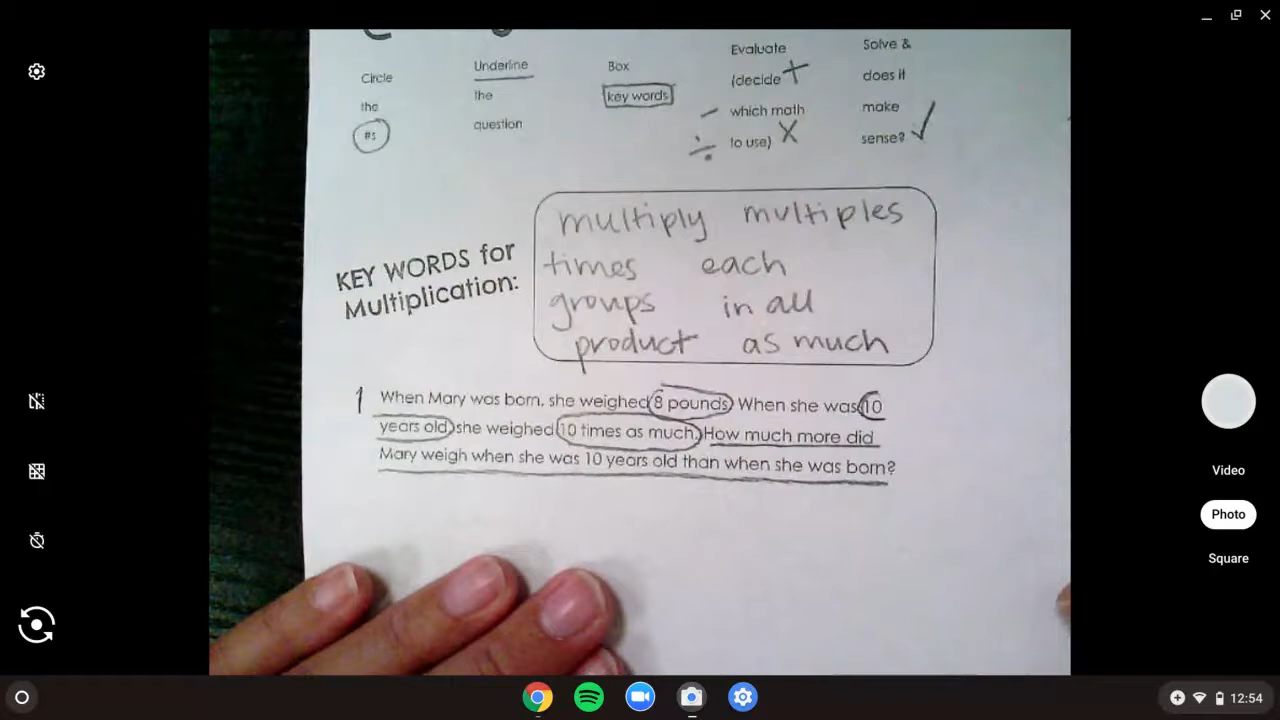 Circle
the
#s
Underline
the
question
Box
key words
Evaluate
(decide +
- which math
÷ to use) X
Solve &
does it
make
sense? ✓
KEY WORDS for
Multiplication:
multiply multiples
times each
groups in all
product as much
1 When Mary was born, she weighed 8 pounds. When she was 10
years old she weighed 10 times as much. How much more did
Mary weigh when she was 10 years old than when she was born?
Video
Photo
Square
12:54